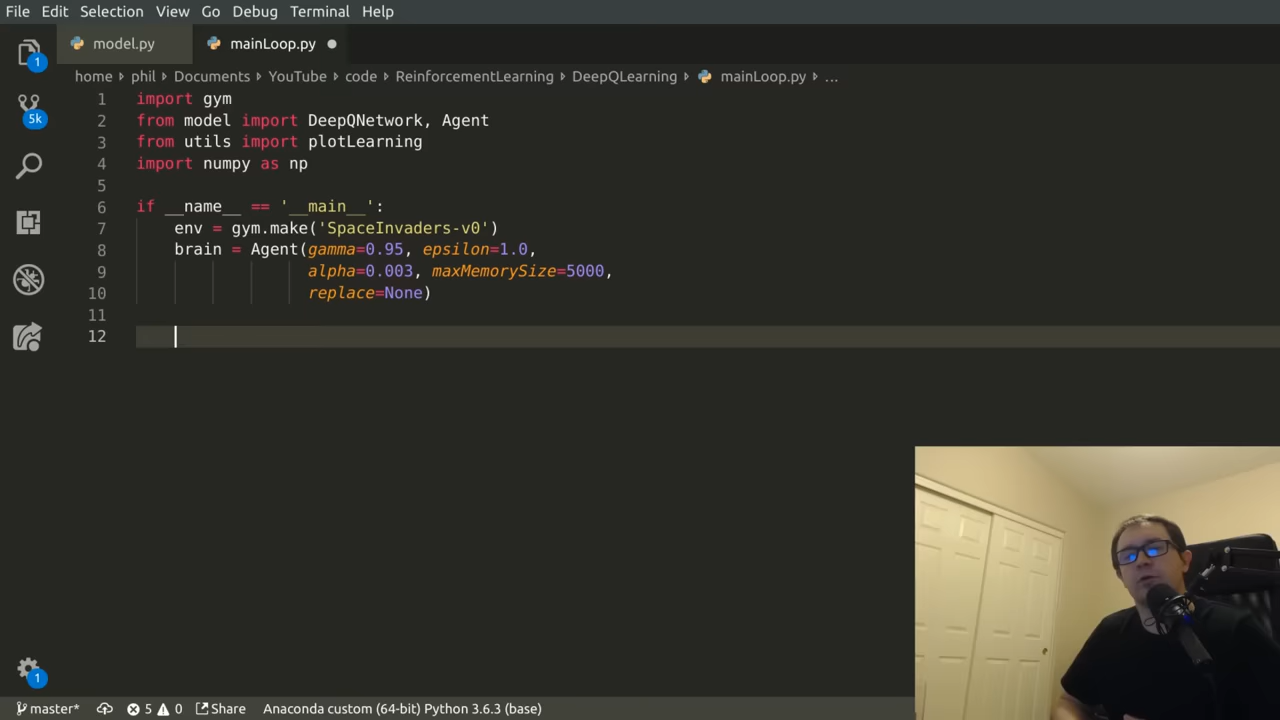 File Edit Selection View Go Debug Terminal Help
model.py mainLoop.py
1
home phil Documents YouTube code ReinforcementLearning DeepQLearning mainLoop.py ...
5k
1 import gym
2 from model import DeepQNetwork, Agent
3 from utils import plotLearning
4 import numpy as np
5
6 if __name__ == '__main__':
7 env = gym.make('SpaceInvaders-v0')
8 brain = Agent(gamma=0.95, epsilon=1.0,
9 alpha=0.003, maxMemorySize=5000,
10 replace=None)
11
12
1
master* 5 0 Share Anaconda custom (64-bit) Python 3.6.3 (base)